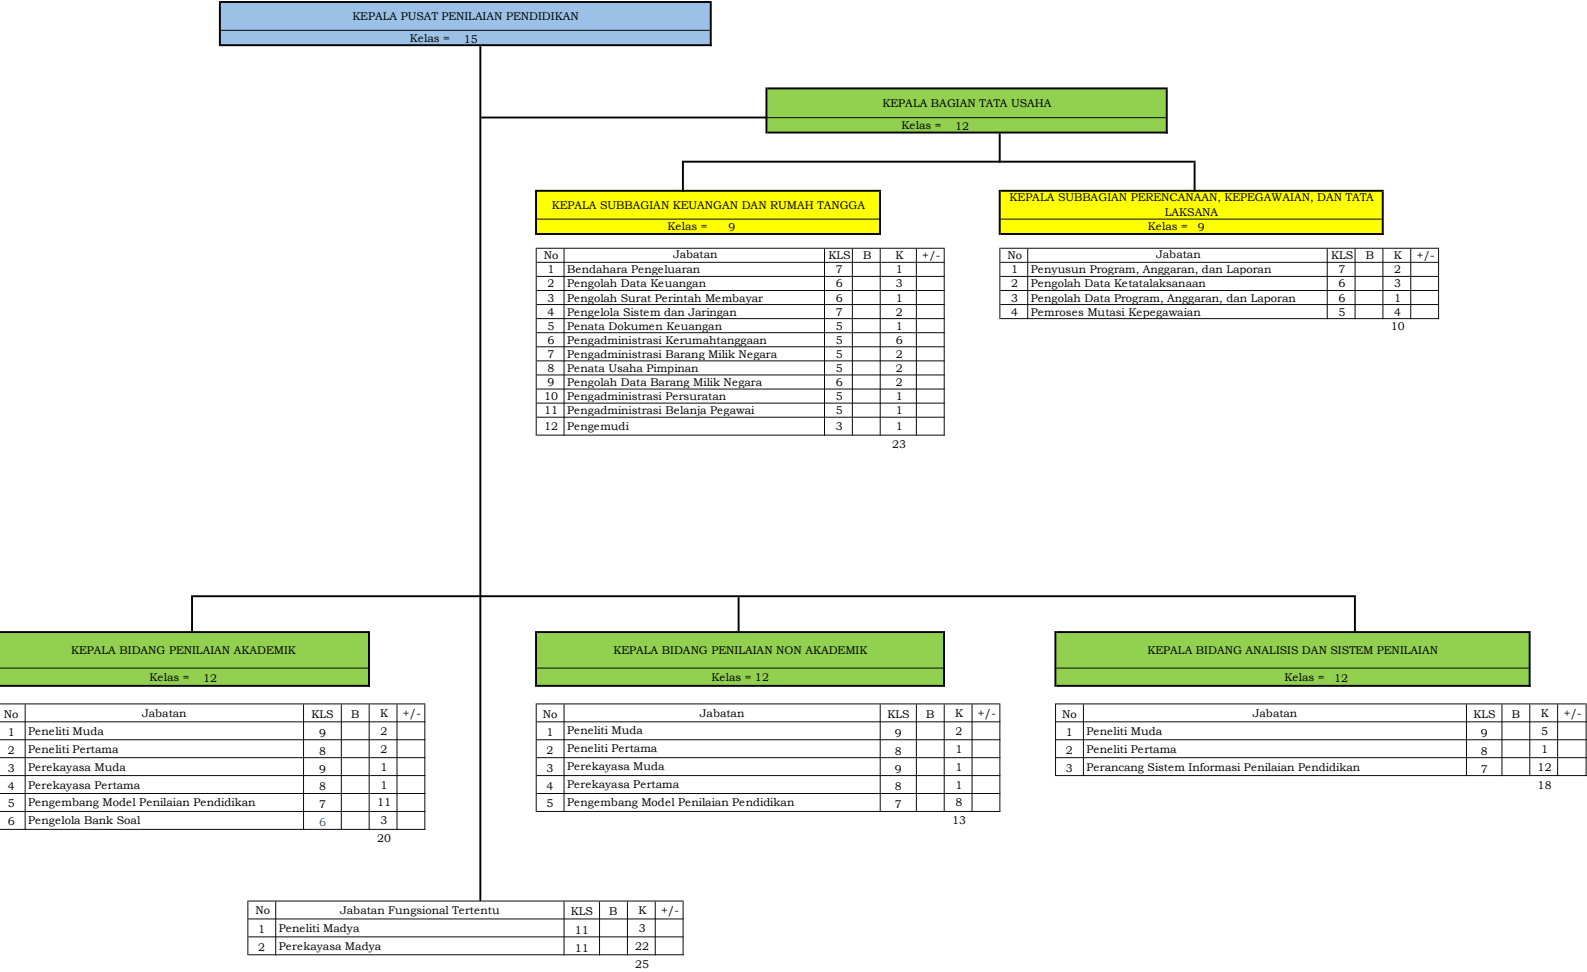 KEPALA PUSAT PENILAIAN PENDIDIKAN
Kelas = 15
KEPALA BAGIAN TATA USAHA
Kelas = 12
KEPALA SUBBAGIAN KEUANGAN DAN RUMAH TANGGA
Kelas = 9
No Jabatan KLS B K +/-
1 Bendahara Pengeluaran 7 1
2 Pengolah Data Keuangan 6 3
3 Pengolah Surat Perintah Membayar 6 1
4 Pengelola Sistem dan Jaringan 7 2
5 Penata Dokumen Keuangan 5 1
6 Pengadministrasi Kerumahtanggaan 5 6
7 Pengadministrasi Barang Milik Negara 5 2
8 Penata Usaha Pimpinan 5 2
9 Pengolah Data Barang Milik Negara 6 2
10 Pengadministrasi Persuratan 5 1
11 Pengadministrasi Belanja Pegawai 5 1
12 Pengemudi 3 1
23
KEPALA SUBBAGIAN PERENCANAAN, KEPEGAWAIAN, DAN TATA
LAKSANA
Kelas = 9
No Jabatan KLS B K +/-
1 Penyusun Program, Anggaran, dan Laporan 7 2
2 Pengolah Data Ketatalaksanaan 6 3
3 Pengolah Data Program, Anggaran, dan Laporan 6 1
4 Pemroses Mutasi Kepegawaian 5 4
10
KEPALA BIDANG PENILAIAN AKADEMIK
Kelas = 12
No Jabatan KLS B K +/-
1 Peneliti Muda 9 2
2 Peneliti Pertama 8 2
3 Perekayasa Muda 9 1
4 Perekayasa Pertama 8 1
5 Pengembang Model Penilaian Pendidikan 7 11
6 Pengelola Bank Soal 6 3
20
KEPALA BIDANG PENILAIAN NON AKADEMIK
Kelas = 12
No Jabatan KLS B K +/-
1 Peneliti Muda 9 2
2 Peneliti Pertama 8 1
3 Perekayasa Muda 9 1
4 Perekayasa Pertama 8 1
5 Pengembang Model Penilaian Pendidikan 7 8
13
KEPALA BIDANG ANALISIS DAN SISTEM PENILAIAN
Kelas = 12
No Jabatan KLS B K +/-
1 Peneliti Muda 9 5
2 Peneliti Pertama 8 1
3 Perancang Sistem Informasi Penilaian Pendidikan 7 12
18
No Jabatan Fungsional Tertentu KLS B K +/-
1 Peneliti Madya 11 3
2 Perekayasa Madya 11 22
25